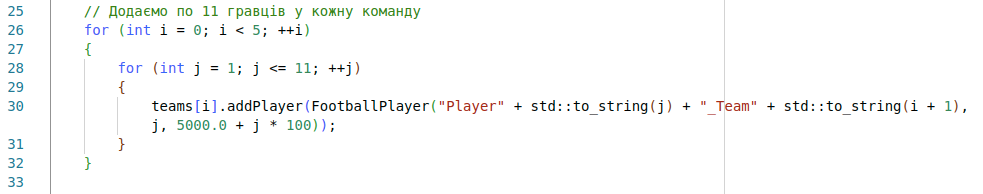 25 // Додаємо по 11 гравців у кожну команду
26 for (int i = 0; i < 5; ++i)
27 {
28 for (int j = 1; j <= 11; ++j)
29 {
30 teams[i].addPlayer(FootballPlayer("Player" + std::to_string(j) + "_Team" + std::to_string(i + 1),
j, 5000.0 + j * 100));
31 }
32 }
33